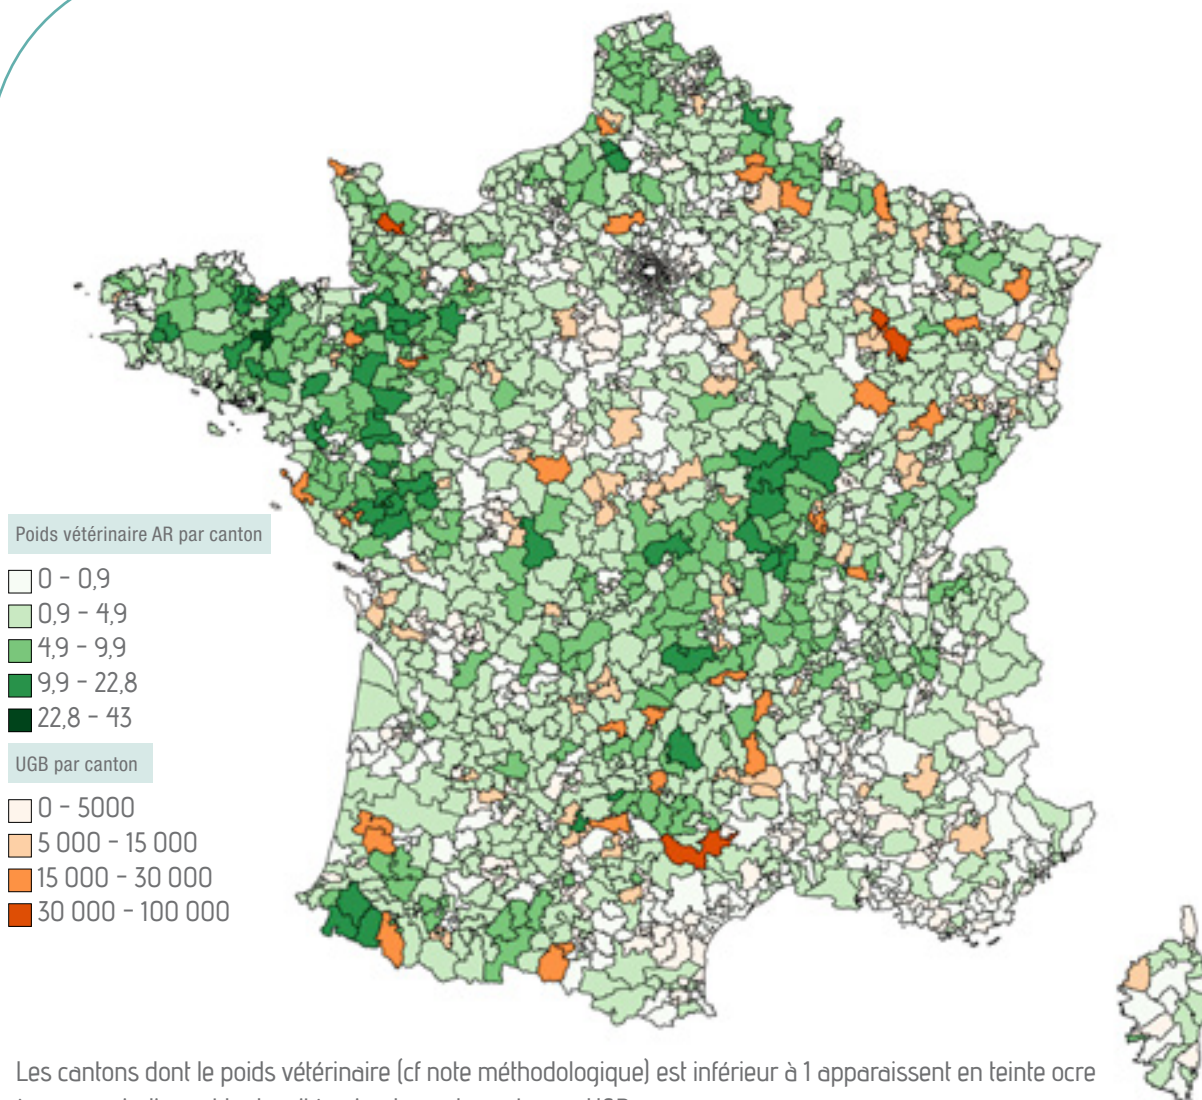 Poids vétérinaire AR par canton
0 - 0,9
0,9 - 4,9
4,9 - 9,9
9,9 - 22,8
22,8 - 43
UGB par canton
0 - 5000
5 000 - 15 000
15 000 - 30 000
30 000 - 100 000
Les cantons dont le poids vétérinaire (cf note méthodologique) est inférieur à 1 apparaissent en teinte ocre